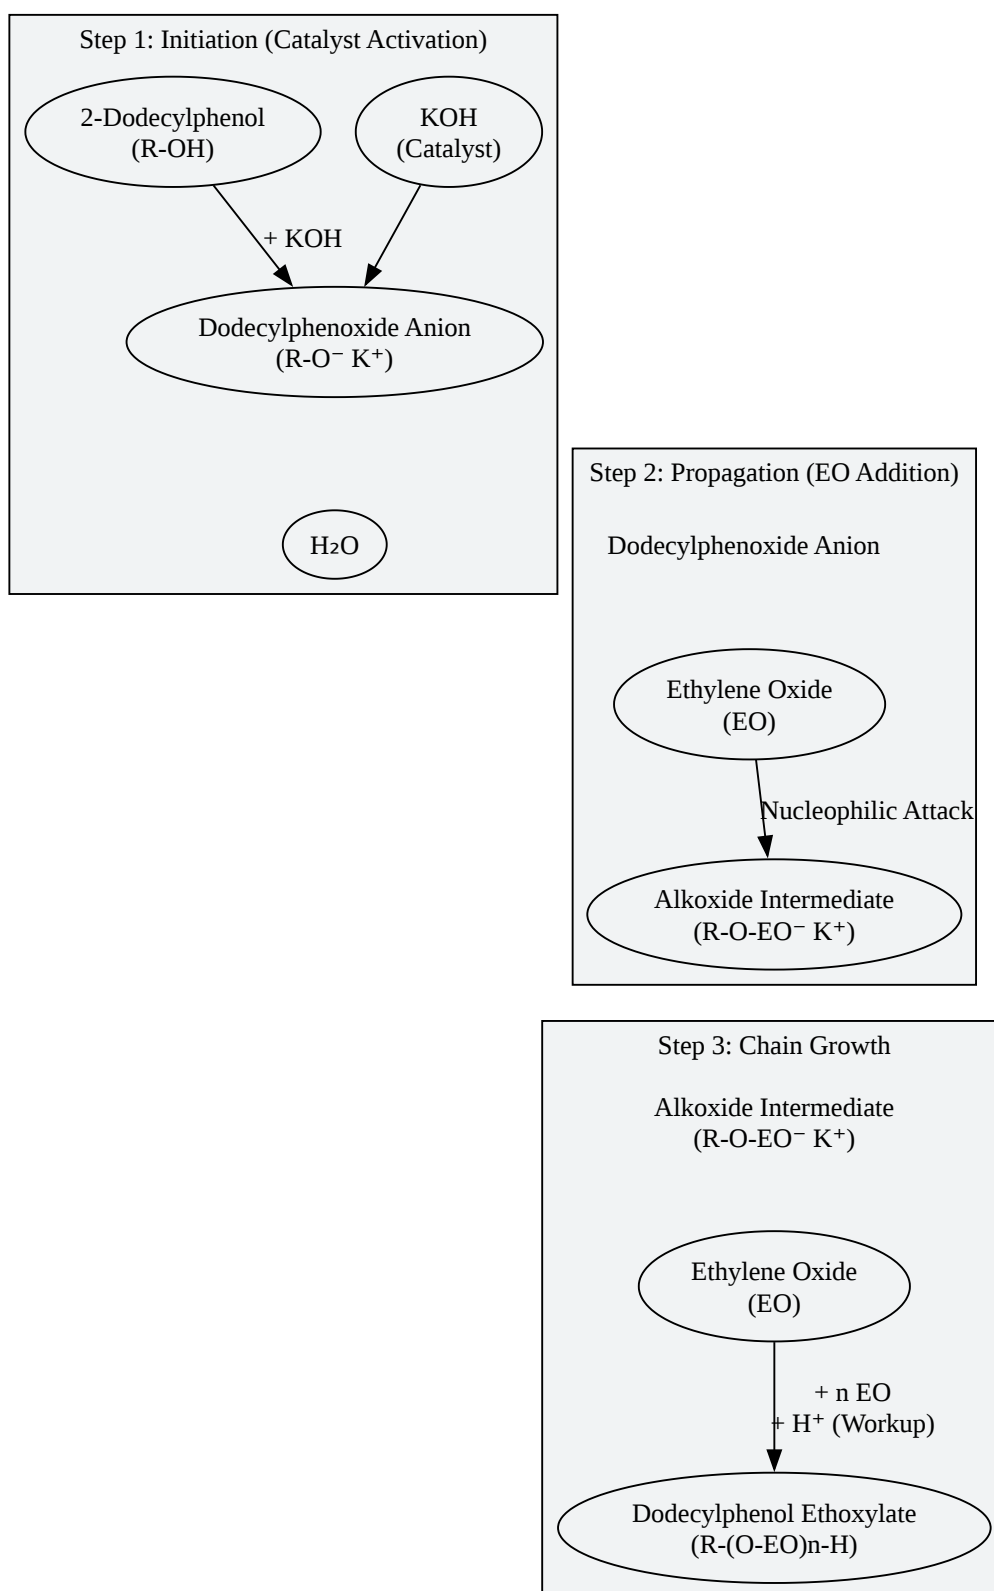 Step 1: Initiation (Catalyst Activation)
2-Dodecylphenol
(R-OH)
KOH
(Catalyst)
+ KOH
Dodecylphenoxide Anion
(R-O⁻ K⁺)
H₂O
Step 2: Propagation (EO Addition)
Dodecylphenoxide Anion
Ethylene Oxide
(EO)
Nucleophilic Attack
Alkoxide Intermediate
(R-O-EO⁻ K⁺)
Step 3: Chain Growth
Alkoxide Intermediate
(R-O-EO⁻ K⁺)
Ethylene Oxide
(EO)
+ n EO
+ H⁺ (Workup)
Dodecylphenol Ethoxylate
(R-(O-EO)n-H)